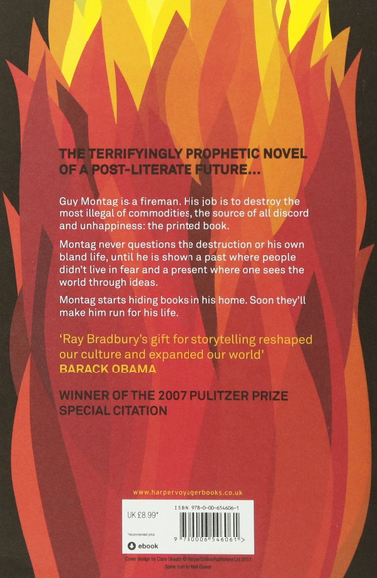 THE TERRIFYINGLY PROPHETIC NOVEL
OF A POST-LITERATE FUTURE...
Guy Montag is a fireman. His job is to destroy the
most illegal of commodities, the source of all discord
and unhappiness: the printed book.
Montag never questions the destruction or his own
bland life, until he is shown a past where people
didn't live in fear and a present where one sees the
world through ideas.
Montag starts hiding books in his home. Soon they'll
make him run for his life.
‘Ray Bradbury's gift for storytelling reshaped
our culture and expanded our world’
BARACK OBAMA
WINNER OF THE 2007 PULITZER PRIZE
SPECIAL CITATION
www.harpervoyagerbooks.co.uk
ISBN 978-0-00-654606-1
UK £8.99*
9 780006 546061 >
ebook
Cover design by